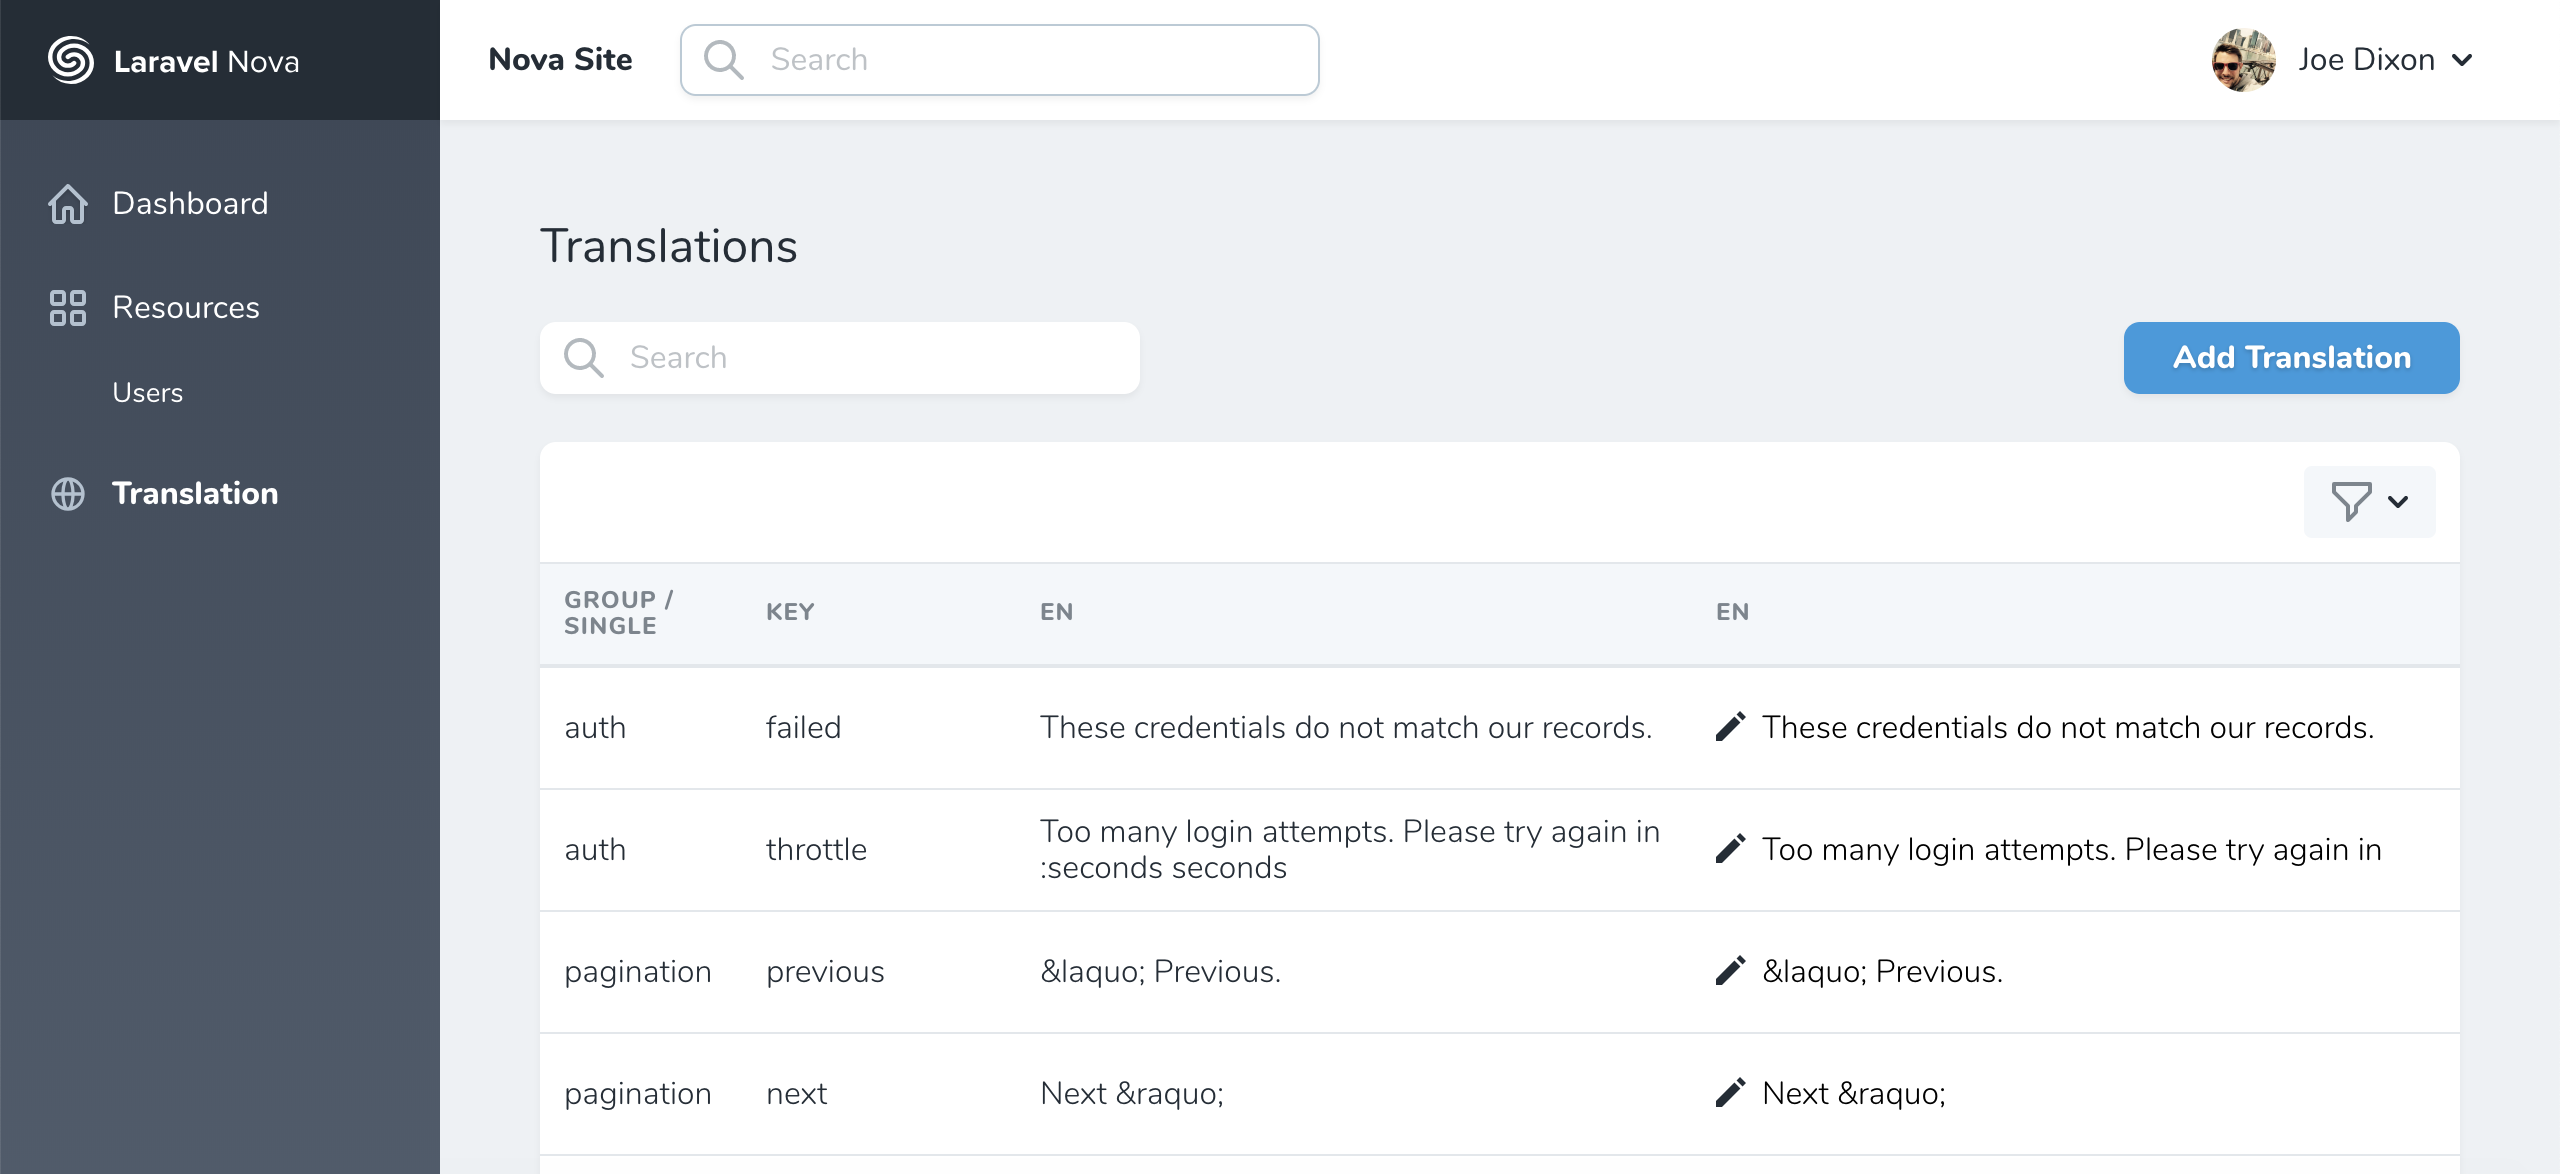 Laravel Nova
Nova Site
Search
Joe Dixon
Dashboard
Resources
Users
Translation
Translations
Search
Add Translation
GROUP /
SINGLE
KEY
EN
EN
auth
failed
These credentials do not match our records.
These credentials do not match our records.
auth
throttle
Too many login attempts. Please try again in
:seconds seconds
Too many login attempts. Please try again in
pagination
previous
&laquo; Previous.
&laquo; Previous.
pagination
next
Next &raquo;
Next &raquo;